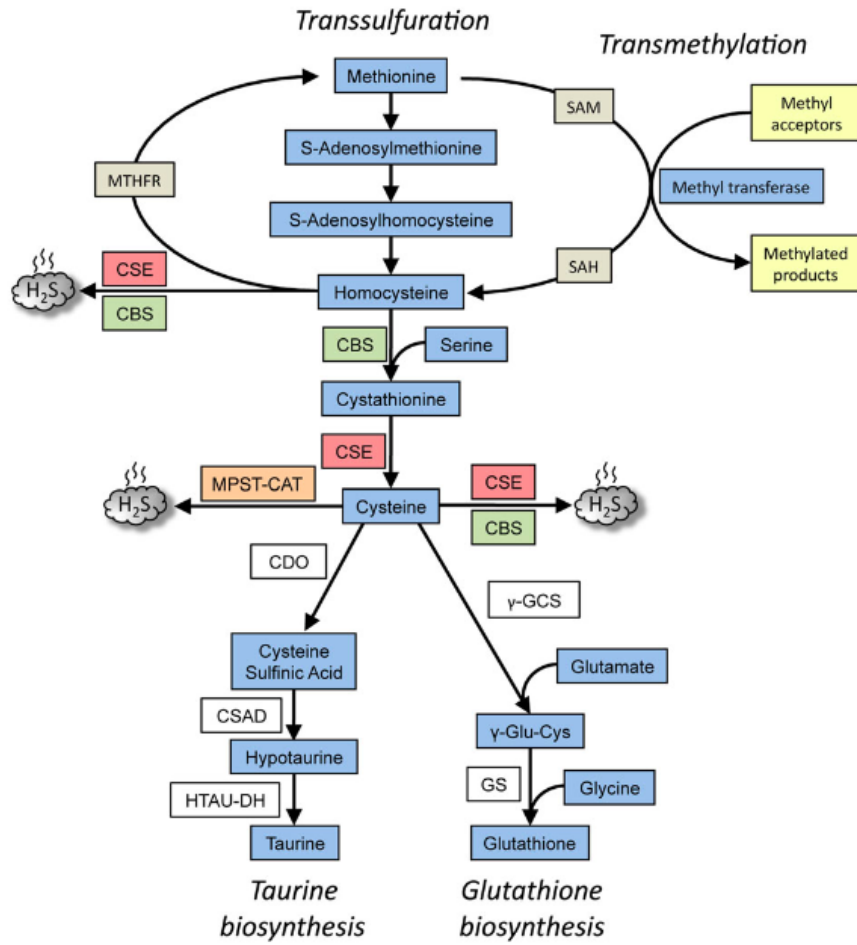 Transsulfuration
Transmethylation
Methionine
SAM
Methyl
acceptors
S-Adenosylmethionine
MTHFR
Methyl transferase
S-Adenosylhomocysteine
CSE
SAH
Methylated
products
H₂S
Homocysteine
CBS
CBS
Serine
Cystathionine
CSE
MPST-CAT
CSE
H₂S
Cysteine
H₂S
CBS
CDO
γ-GCS
Cysteine
Sulfinic Acid
Glutamate
CSAD
γ-Glu-Cys
Hypotaurine
GS
Glycine
HTAU-DH
Taurine
Glutathione
Taurine
biosynthesis
Glutathione
biosynthesis